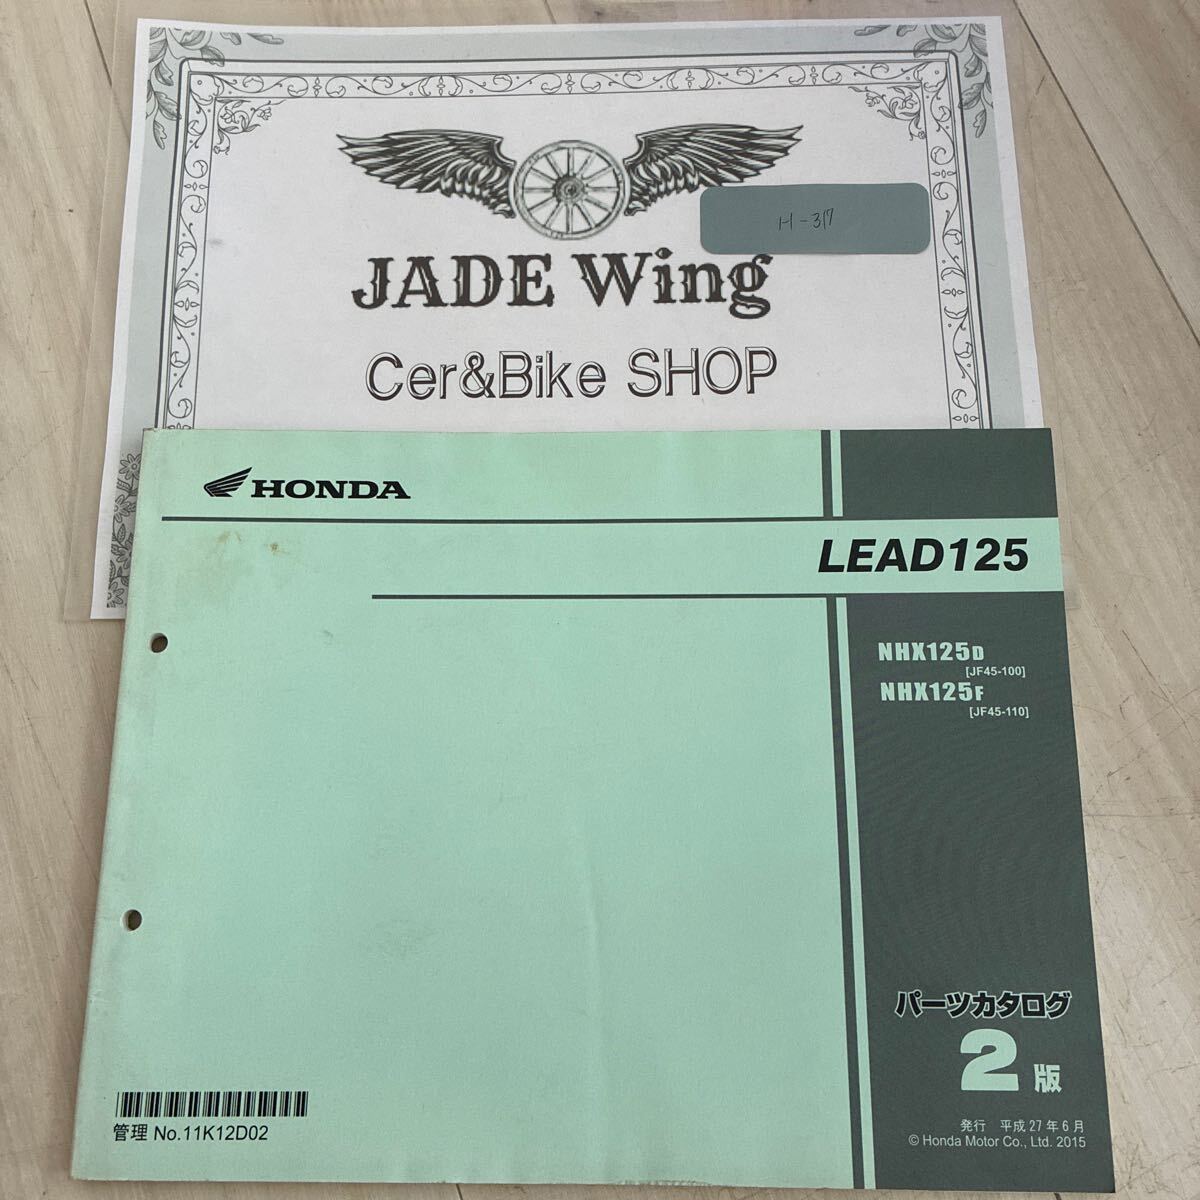 H-317
JADE Wing
Cer&Bike SHOP
HONDA
LEAD125
NHX125D
[JF45-100]
NHX125F
[JF45-110]
パーツカタログ
2版
発行 平成27年6月
© Honda Motor Co., Ltd. 2015
管理 No.11K12D02